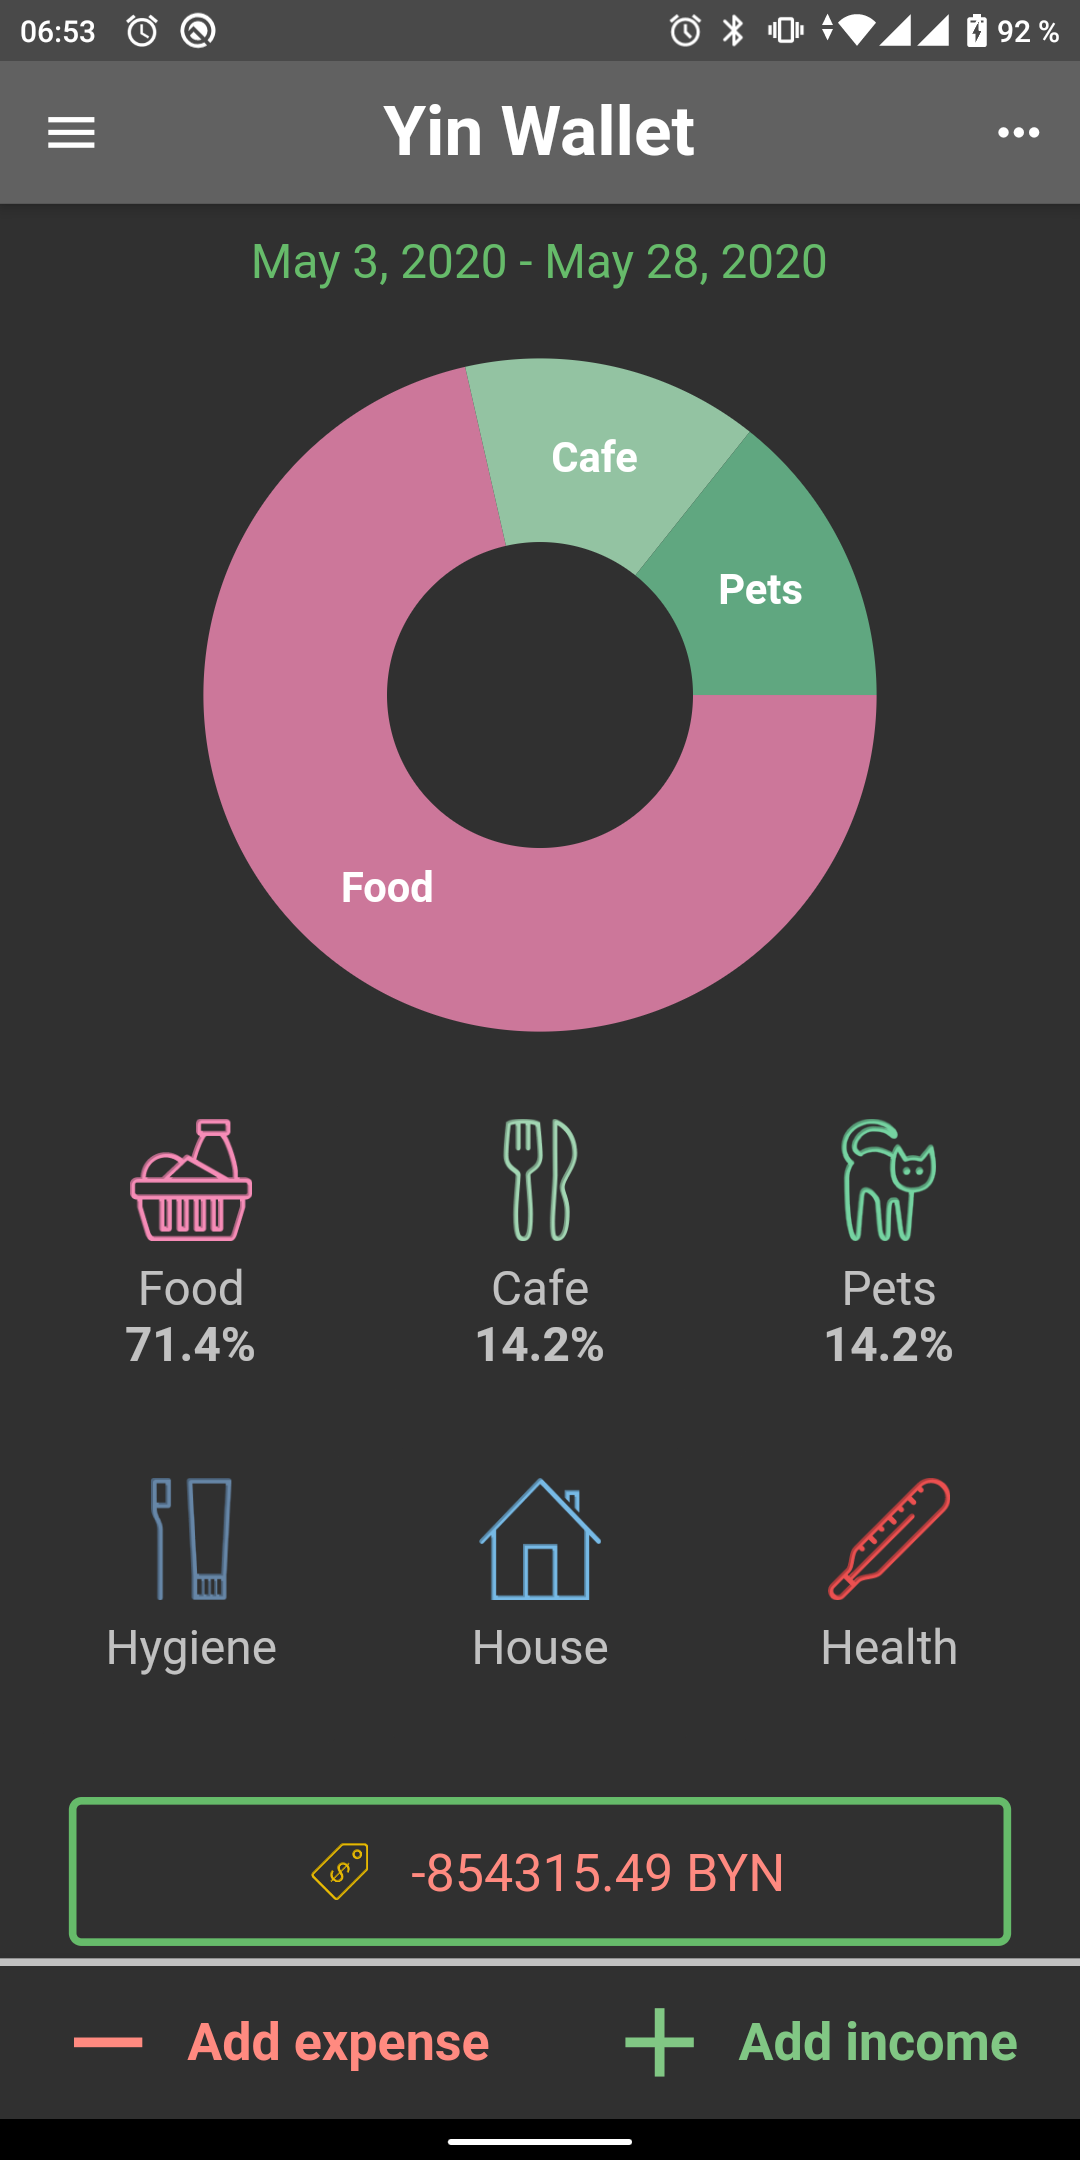 06:53 92 %
Yin Wallet
May 3, 2020 - May 28, 2020
Cafe
Pets
Food
Food Cafe Pets
71.4% 14.2% 14.2%
Hygiene House Health
-854315.49 BYN
Add expense Add income